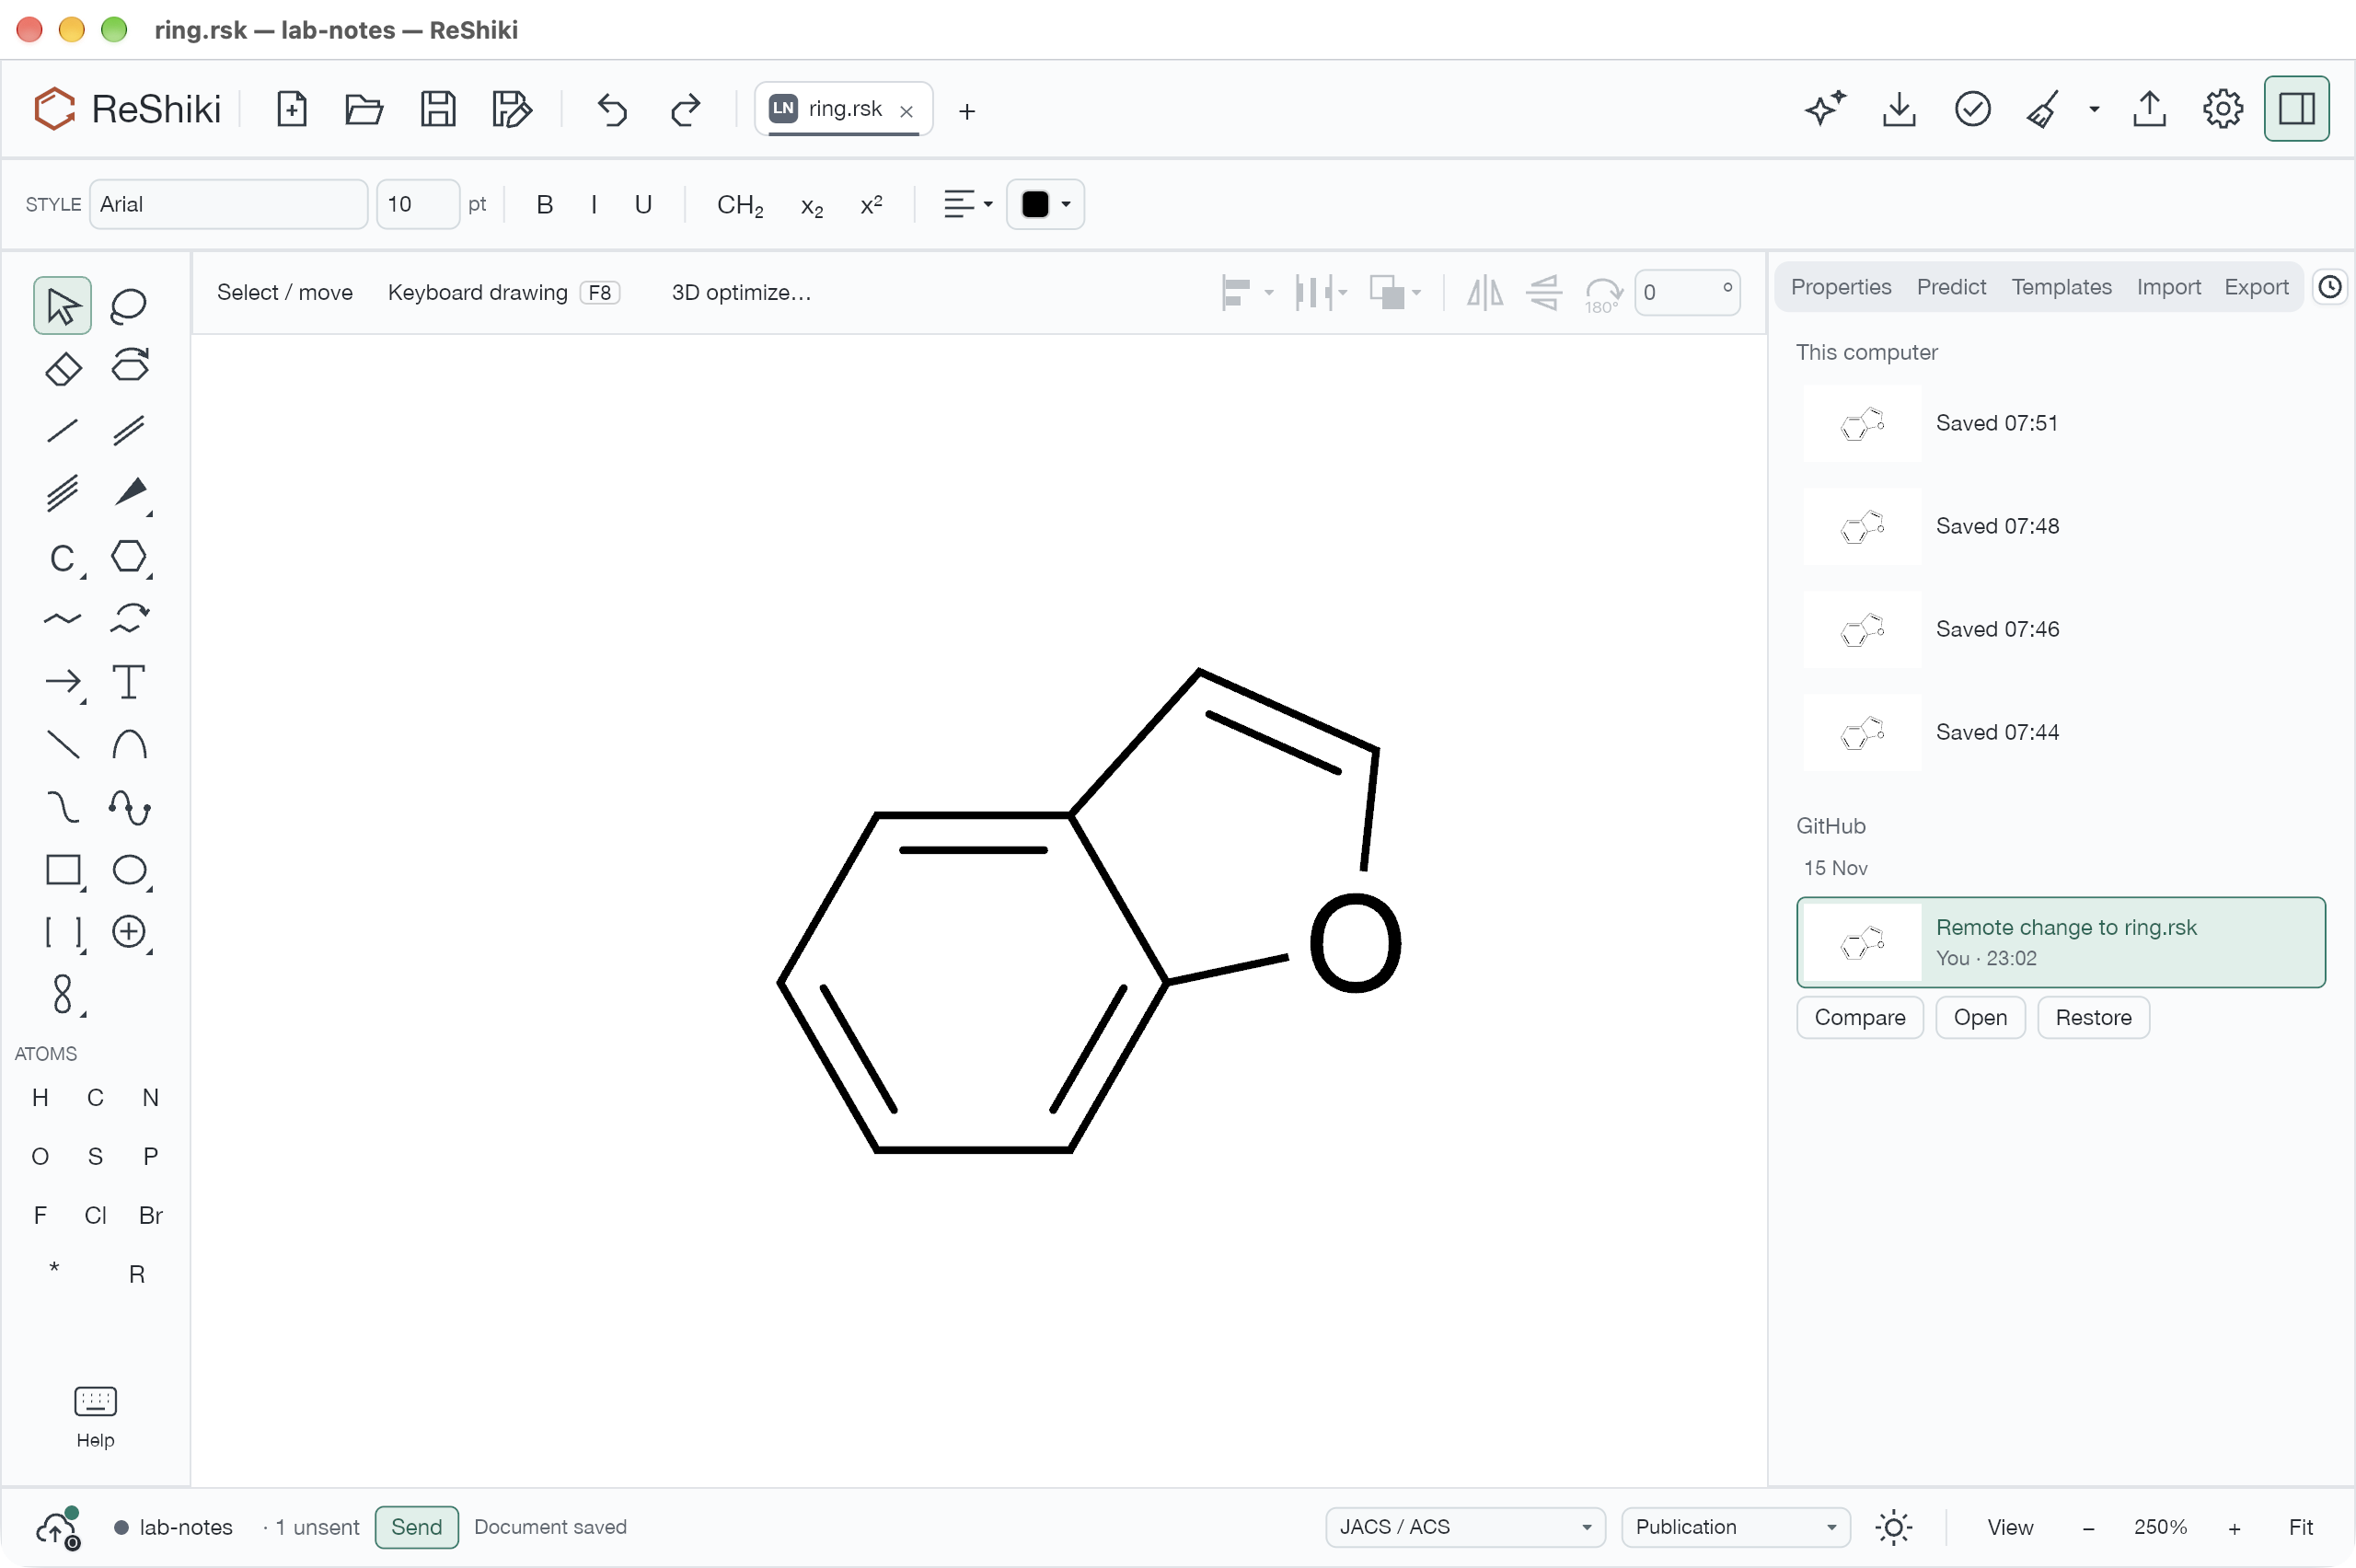 ring.rsk — lab-notes — ReShiki
ReShiki
LN ring.rsk
STYLE Arial 10 pt B I U CH₂ x₂ x²
Select / move Keyboard drawing F8 3D optimize...
180° 0 °
Properties Predict Templates Import Export
This computer
Saved 07:51
Saved 07:48
Saved 07:46
Saved 07:44
GitHub
15 Nov
Remote change to ring.rsk
You · 23:02
Compare Open Restore
C
T
O
ATOMS
H C N
O S P
F Cl Br
* R
Help
lab-notes · 1 unsent Send Document saved
JACS / ACS Publication View − 250% + Fit